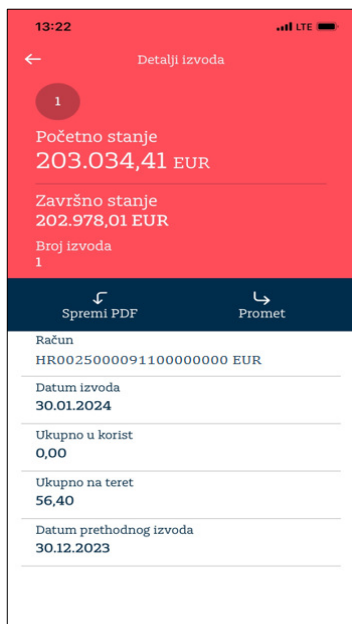 13:22
LTE
Detalji izvoda
1
Početno stanje
203.034,41 EUR
Završno stanje
202.978,01 EUR
Broj izvoda
1
Spremi PDF
Promet
Račun
HR0025000091100000000 EUR
Datum izvoda
30.01.2024
Ukupno u korist
0,00
Ukupno na teret
56,40
Datum prethodnog izvoda
30.12.2023